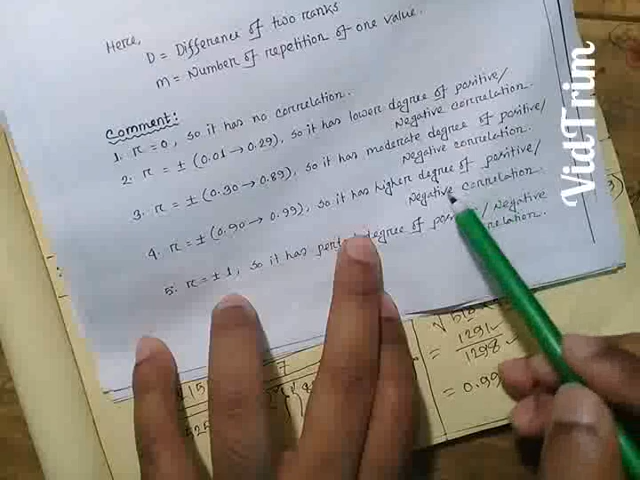 Here,
D = Difference of two ranks
m = Number of repetition of one value.
Comment:
1. r = 0, so it has no correlation.
2. r = ± (0.01 → 0.29), so it has lower degree of positive/
Negative correlation.
3. r = ± (0.30 → 0.89), so it has moderate degree of positive/
Negative correlation.
4. r = ± (0.90 → 0.99), so it has higher degree of positive/
Negative correlation.
5. r = ± 1, so it has degree of / Negative
VidTrim
= 1291
1298
= 0.99